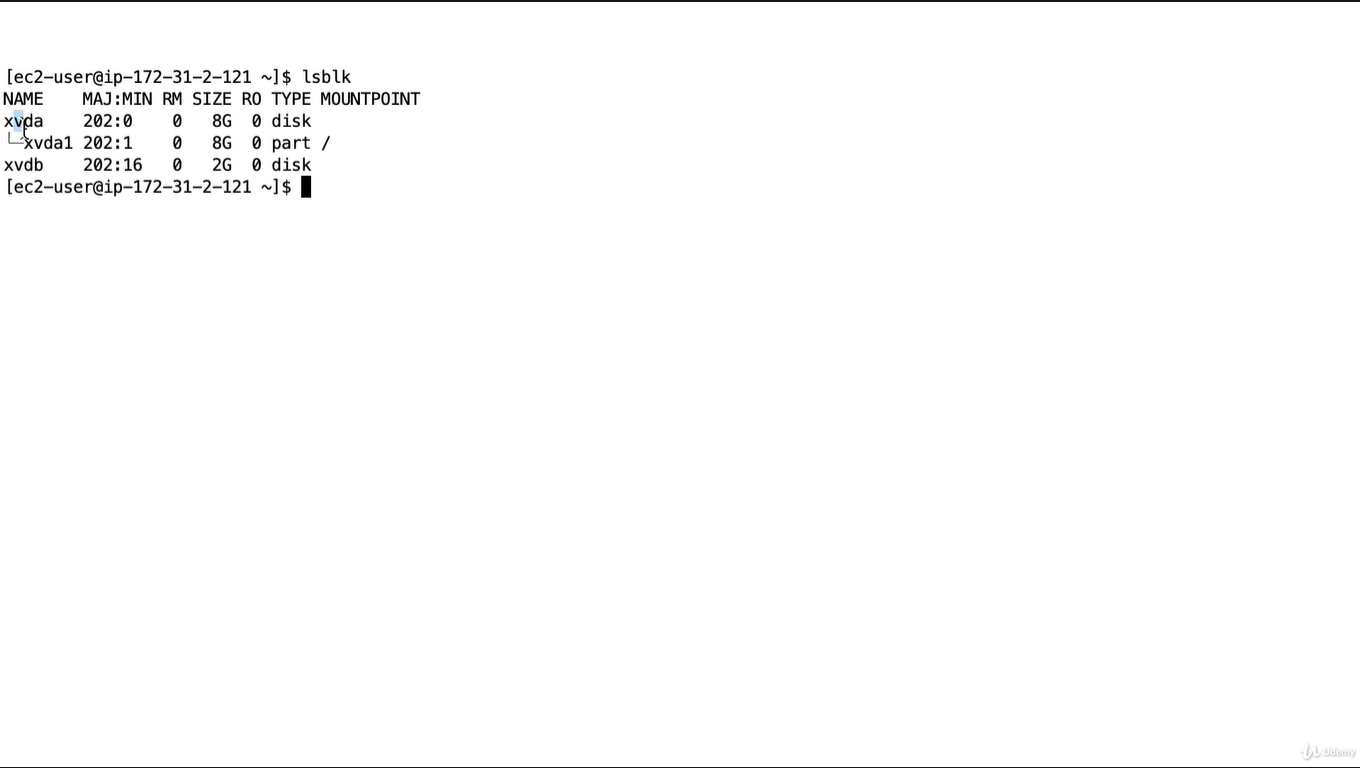 [ec2-user@ip-172-31-2-121 ~]$ lsblk
NAME    MAJ:MIN RM SIZE RO TYPE MOUNTPOINT
xvda    202:0    0   8G  0 disk
└─xvda1 202:1    0   8G  0 part /
xvdb    202:16   0   2G  0 disk
[ec2-user@ip-172-31-2-121 ~]$
Udemy